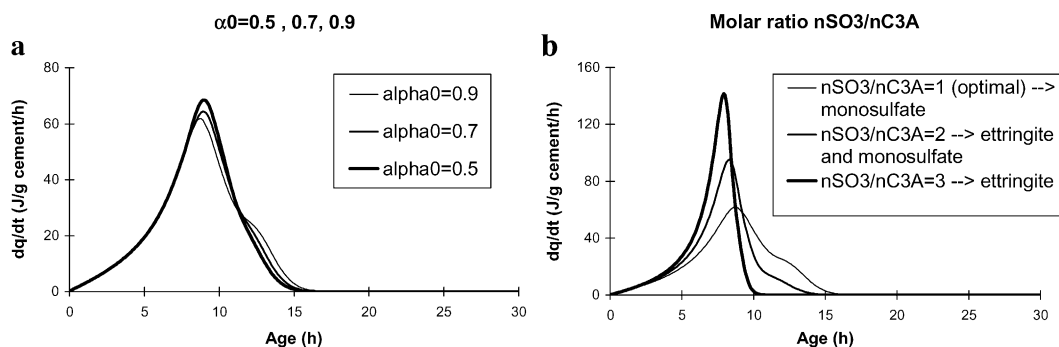 α0=0.5 , 0.7, 0.9
a
80
60
40
20
0
0 5 10 15 20 25 30
dq/dt (J/g cement/h)
Age (h)
alpha0=0.9
alpha0=0.7
alpha0=0.5
Molar ratio nSO3/nC3A
b
160
120
80
40
0
0 5 10 15 20 25 30
dq/dt (J/g cement/h)
Age (h)
nSO3/nC3A=1 (optimal) -->
monosulfate
nSO3/nC3A=2 --> ettringite
and monosulfate
nSO3/nC3A=3 --> ettringite